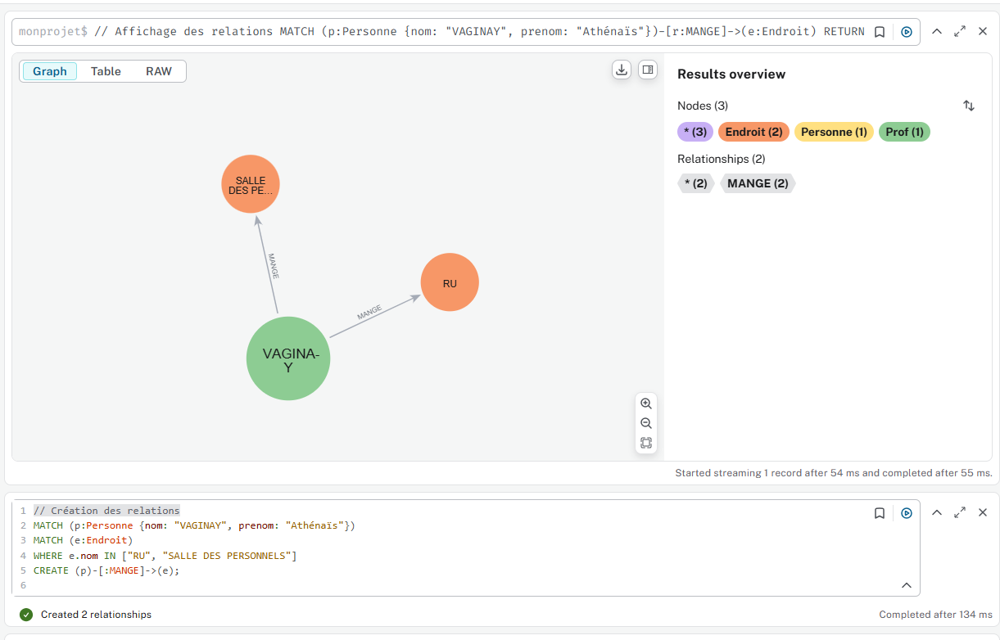 monprojet$ // Affichage des relations MATCH (p:Personne {nom: "VAGINAY", prenom: "Athénaïs"})-[r:MANGE]->(e:Endroit) RETURN
Graph Table RAW
Results overview
Nodes (3)
* (3) Endroit (2) Personne (1) Prof (1)
Relationships (2)
* (2) MANGE (2)
SALLE
DES PE...
MANGE
RU
MANGE
VAGINA-
Y
Started streaming 1 record after 54 ms and completed after 55 ms.
1 // Création des relations
2 MATCH (p:Personne {nom: "VAGINAY", prenom: "Athénaïs"})
3 MATCH (e:Endroit)
4 WHERE e.nom IN ["RU", "SALLE DES PERSONNELS"]
5 CREATE (p)-[:MANGE]->(e);
6
Created 2 relationships
Completed after 134 ms